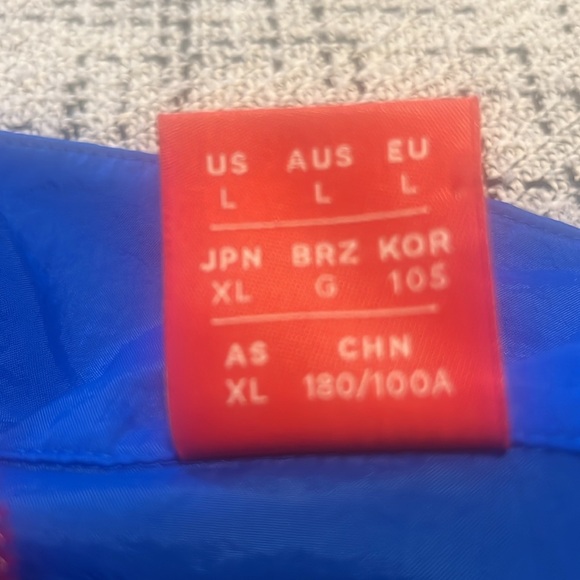 US AUS EU
L L L
JPN BRZ KOR
XL G 105
AS CHN
XL 180/100A